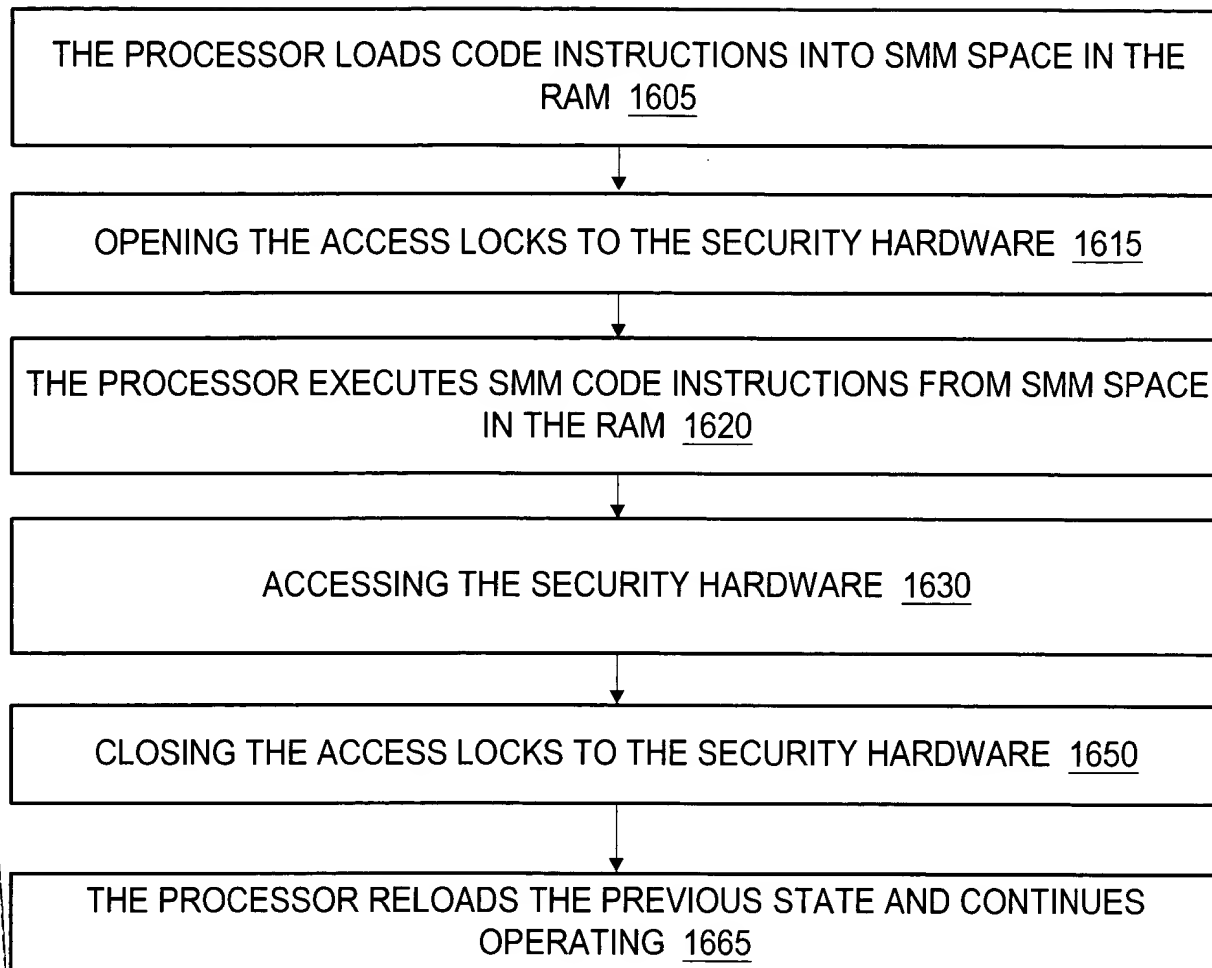 THE PROCESSOR LOADS CODE INSTRUCTIONS INTO SMM SPACE IN THE
RAM 1605
OPENING THE ACCESS LOCKS TO THE SECURITY HARDWARE 1615
THE PROCESSOR EXECUTES SMM CODE INSTRUCTIONS FROM SMM SPACE
IN THE RAM 1620
ACCESSING THE SECURITY HARDWARE 1630
CLOSING THE ACCESS LOCKS TO THE SECURITY HARDWARE 1650
THE PROCESSOR RELOADS THE PREVIOUS STATE AND CONTINUES
OPERATING 1665